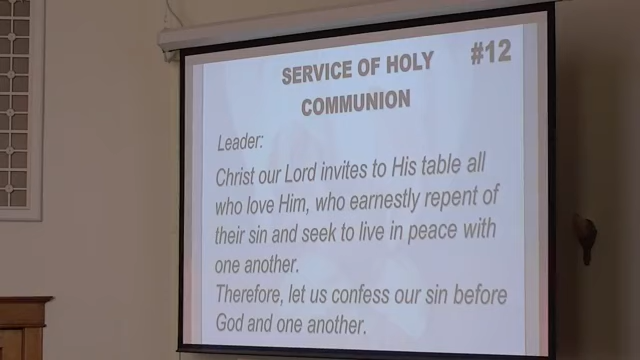 SERVICE OF HOLY #12
COMMUNION
Leader:
Christ our Lord invites to His table all
who love Him, who earnestly repent of
their sin and seek to live in peace with
one another.
Therefore, let us confess our sin before
God and one another.